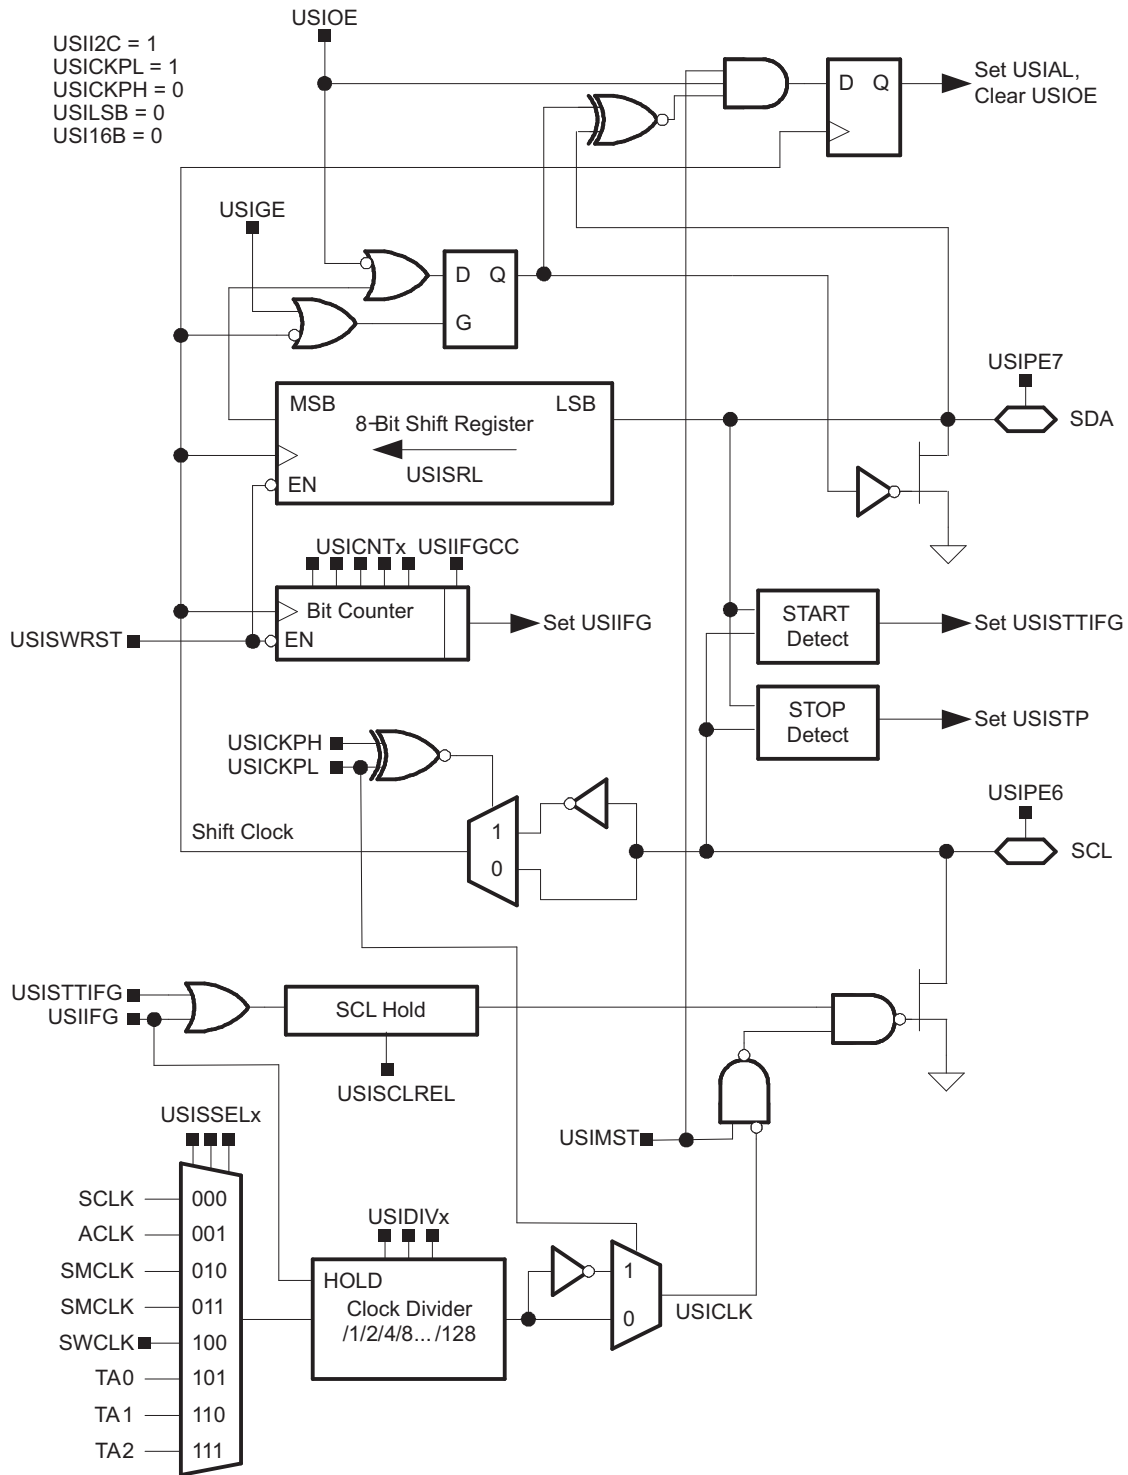 USIOE
USII2C = 1
USICKPL = 1
USICKPH = 0
USILSB = 0
USI16B = 0
D Q
Set USIAL,
Clear USIOE
USIGE
D Q
G
USIPE7
MSB
LSB
8-Bit Shift Register
USISRL
EN
SDA
USICNTx
USIIFGCC
Bit Counter
EN
Set USIIFG
USISWRST
START
Detect
Set USISTTIFG
STOP
Detect
Set USISTP
USICKPH
USICKPL
USIPE6
Shift Clock
1
0
SCL
USISTTIFG
USIIFG
SCL Hold
USISCLREL
USIMST
USISSELx
SCLK
000
ACLK
001
SMCLK
010
SMCLK
011
SWCLK
100
TA0
101
TA1
110
TA2
111
USIDIVx
HOLD
Clock Divider
/1/2/4/8... /128
1
0
USICLK